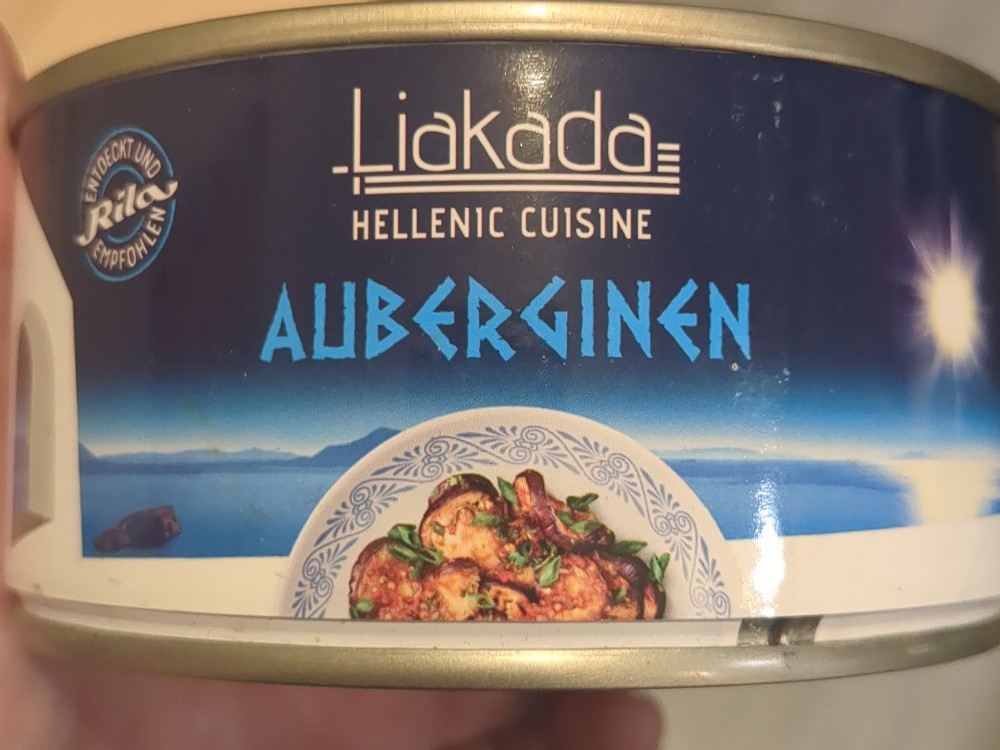 ENTDECKT UND
Rila
EMPFOHLEN
Liakada
HELLENIC CUISINE
AUBERGINEN